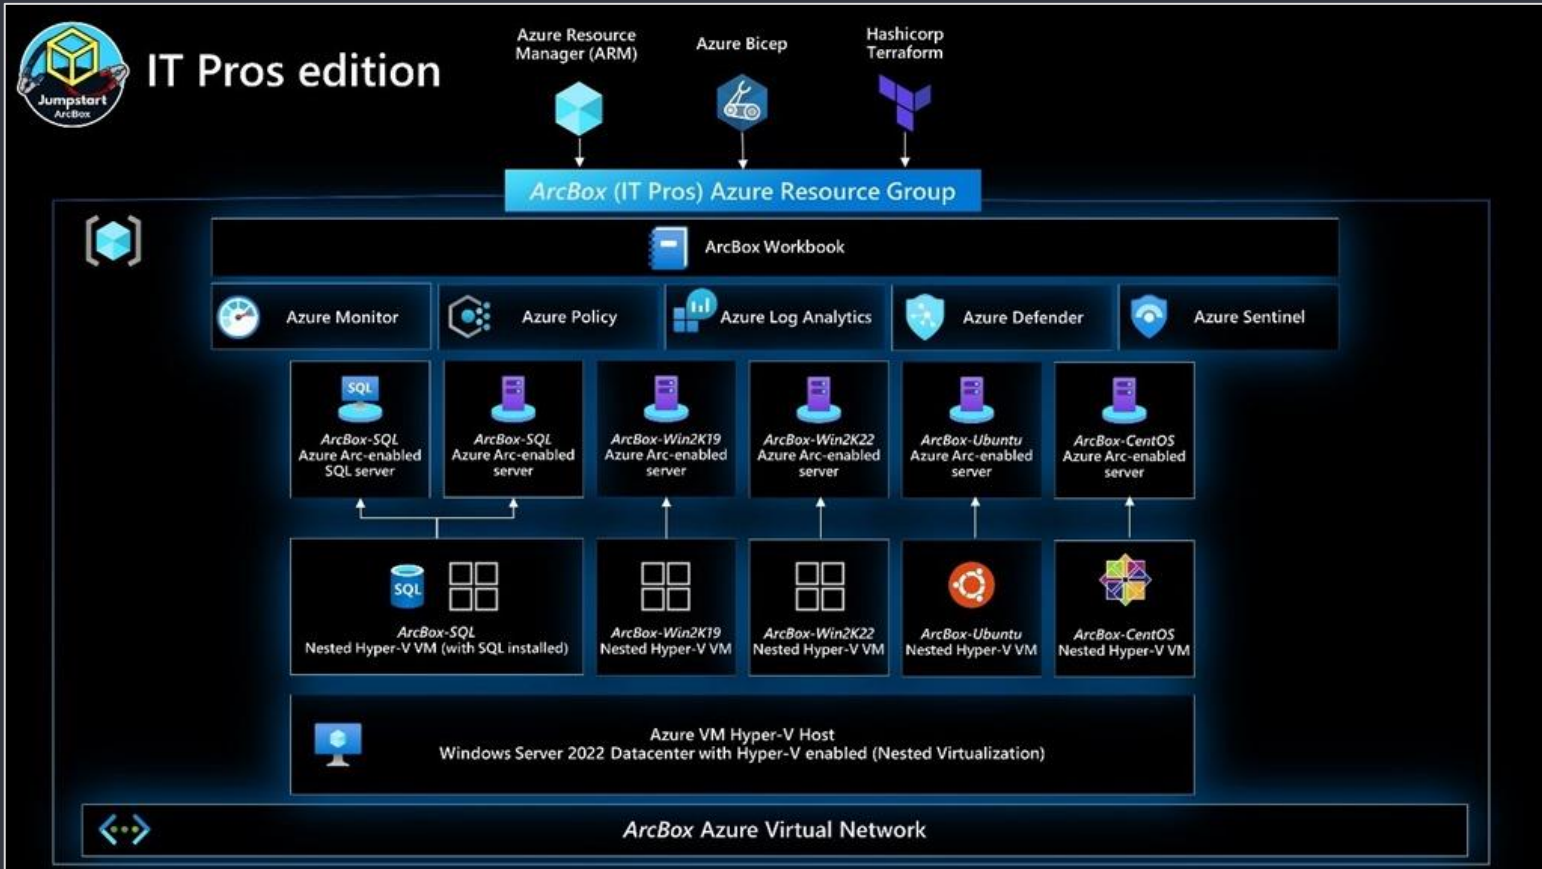 Jumpstart
ArcBox
IT Pros edition
Azure Resource
Manager (ARM)
Azure Bicep
Hashicorp
Terraform
ArcBox (IT Pros) Azure Resource Group
ArcBox Workbook
Azure Monitor
Azure Policy
Azure Log Analytics
Azure Defender
Azure Sentinel
SQL
ArcBox-SQL
Azure Arc-enabled
SQL server
ArcBox-SQL
Azure Arc-enabled
server
ArcBox-Win2K19
Azure Arc-enabled
server
ArcBox-Win2K22
Azure Arc-enabled
server
ArcBox-Ubuntu
Azure Arc-enabled
server
ArcBox-CentOS
Azure Arc-enabled
server
SQL
ArcBox-SQL
Nested Hyper-V VM (with SQL installed)
ArcBox-Win2K19
Nested Hyper-V VM
ArcBox-Win2K22
Nested Hyper-V VM
ArcBox-Ubuntu
Nested Hyper-V VM
ArcBox-CentOS
Nested Hyper-V VM
Azure VM Hyper-V Host
Windows Server 2022 Datacenter with Hyper-V enabled (Nested Virtualization)
ArcBox Azure Virtual Network